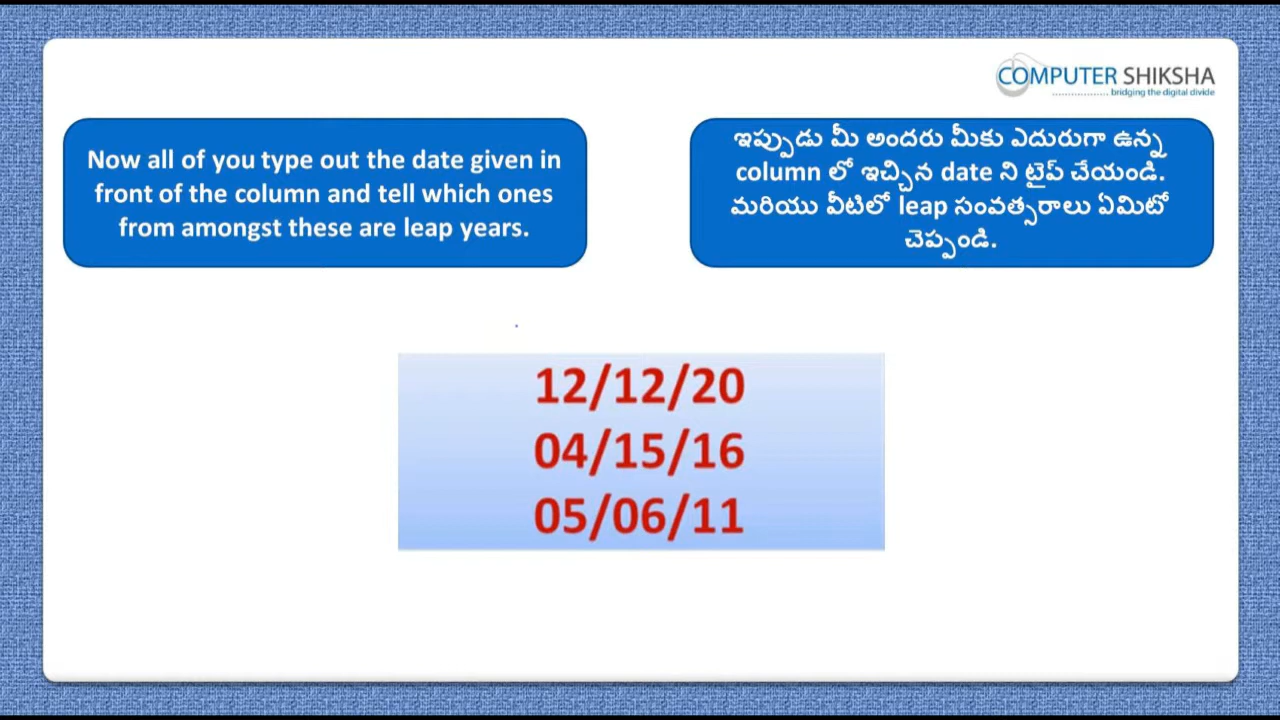 COMPUTER SHIKSHA
.................. bridging the digital divide
Now all of you type out the date given in
front of the column and tell which ones
from amongst these are leap years.
ఇప్పుడు మీ అందరు మీకు ఎదురుగా ఉన్న
column లో ఇచ్చిన date ని టైప్ చేయండి.
మరియు వీటిలో leap సంవత్సరాలు ఏమిటో
చెప్పండి.
12/12/20
04/15/16
05/06/11